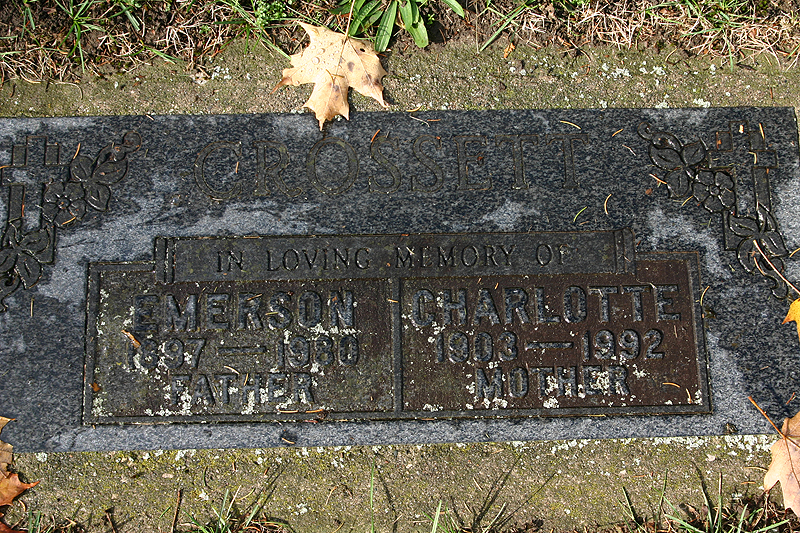 CROSSETT
IN LOVING MEMORY OF
EMERSON CHARLOTTE
1897 — 1980 1903 — 1992
FATHER MOTHER